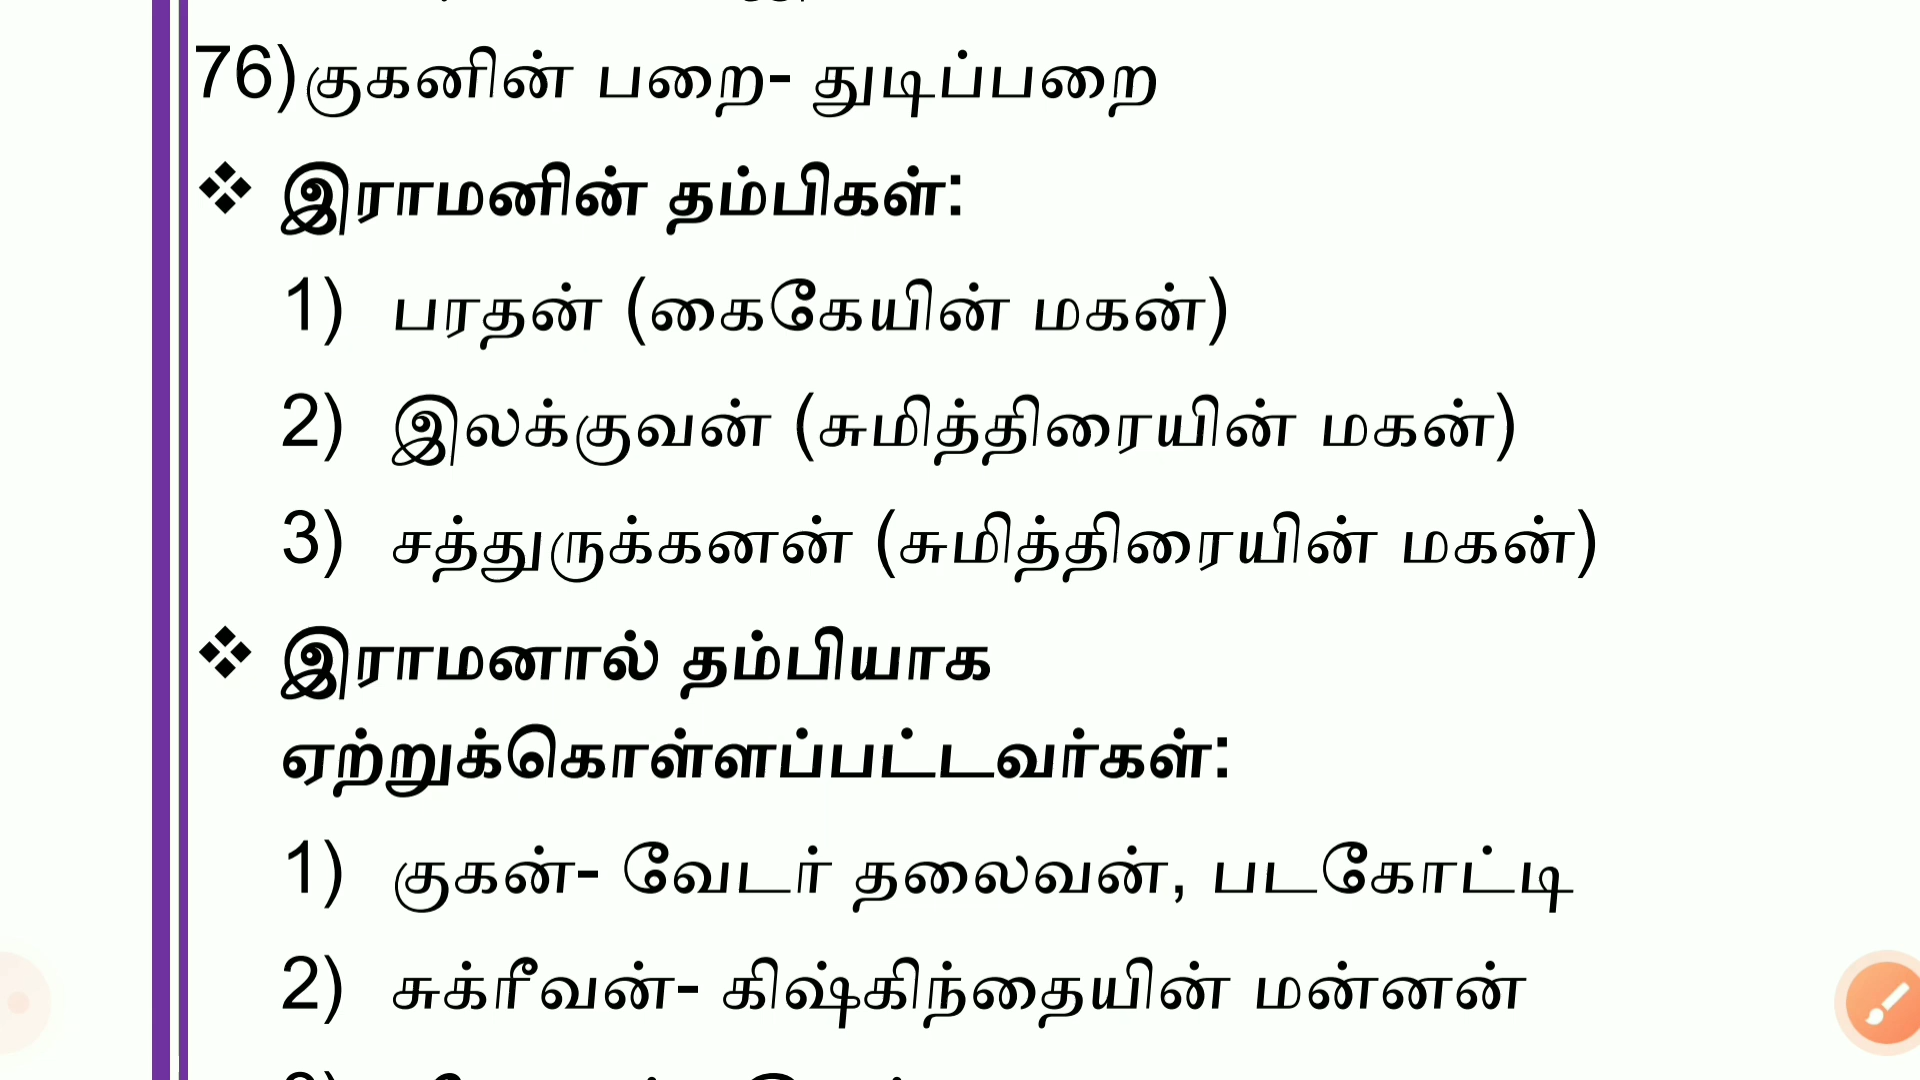 76)குகனின் பறை- துடிப்பறை
❖ இராமனின் தம்பிகள்:
1) பரதன் (கைகேயின் மகன்)
2) இலக்குவன் (சுமித்திரையின் மகன்)
3) சத்துருக்கனன் (சுமித்திரையின் மகன்)
❖ இராமனால் தம்பியாக
ஏற்றுக்கொள்ளப்பட்டவர்கள்:
1) குகன்- வேடர் தலைவன், படகோட்டி
2) சுக்ரீவன்- கிஷ்கிந்தையின் மன்னன்